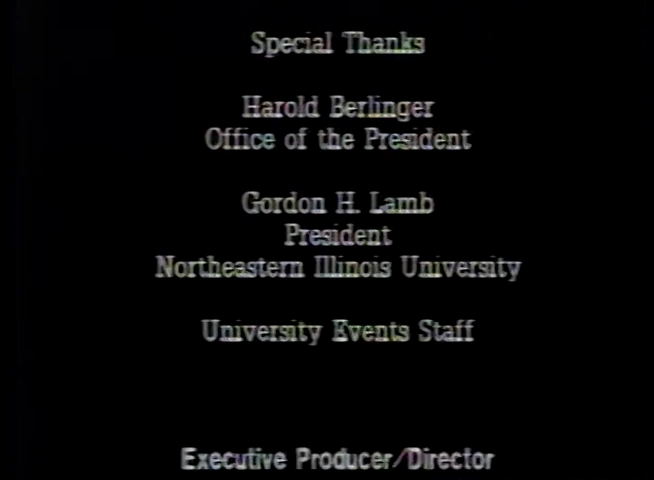 Special Thanks
Harold Berlinger
Office of the President
Gordon H. Lamb
President
Northeastern Illinois University
University Events Staff
Executive Producer/Director